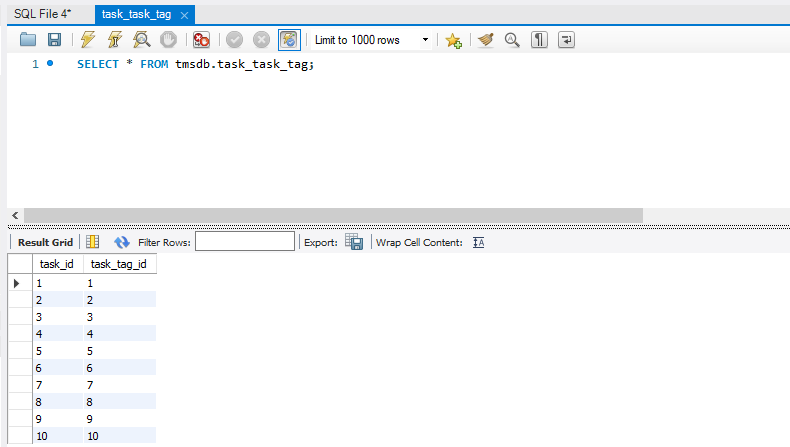 SQL File 4* task_task_tag
Limit to 1000 rows
1 SELECT * FROM tmsdb.task_task_tag;
Result Grid Filter Rows: Export: Wrap Cell Content:
task_id task_tag_id
1 1
2 2
3 3
4 4
5 5
6 6
7 7
8 8
9 9
10 10